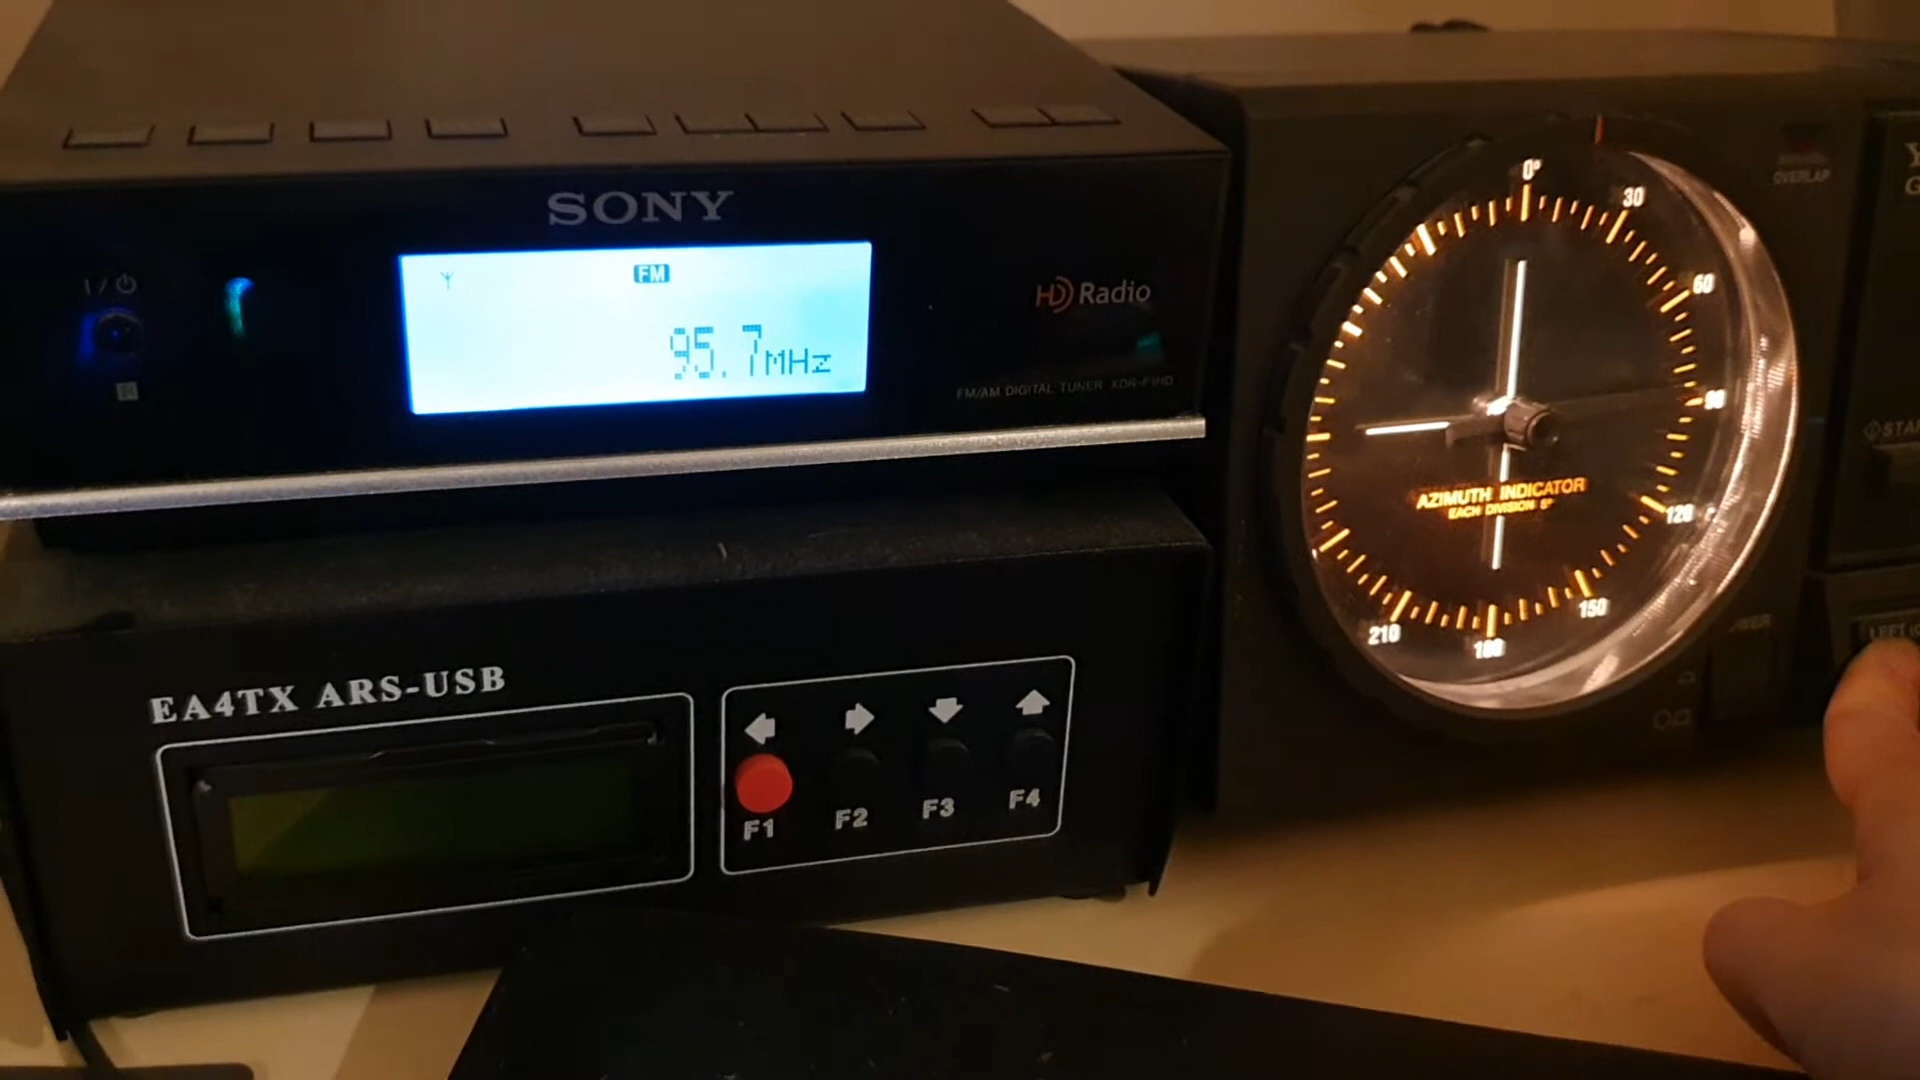 SONY
FM
95.7MHz
HD Radio
FM/AM DIGITAL TUNER XDR-F1HD
EA4TX ARS-USB
F1
F2
F3
F4
OVERLAP
0°
30
60
90
120
150
180
210
AZIMUTH INDICATOR
EACH DIVISION 5°
LEFT